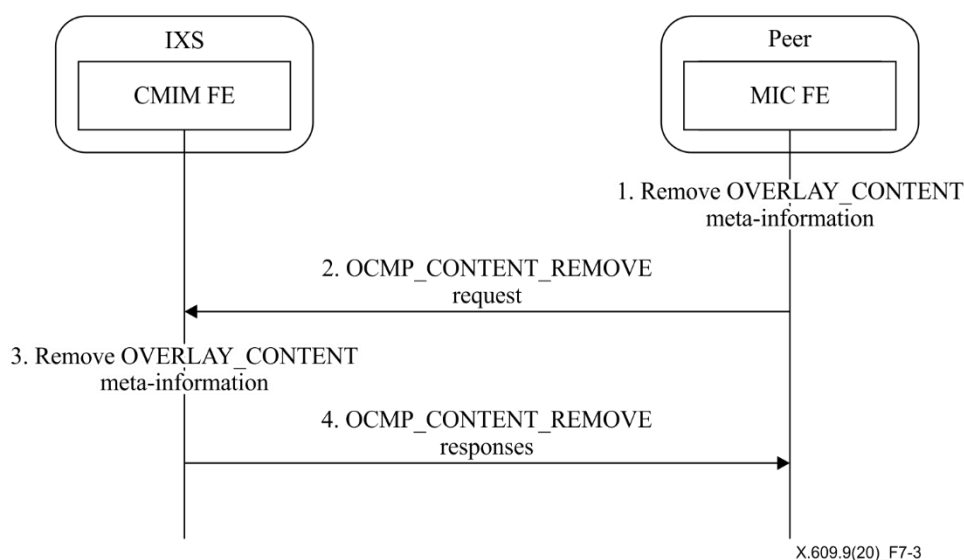 IXS
Peer
CMIM FE
MIC FE
1. Remove OVERLAY_CONTENT
meta-information
2. OCMP_CONTENT_REMOVE
request
3. Remove OVERLAY_CONTENT
meta-information
4. OCMP_CONTENT_REMOVE
responses
X.609.9(20)_F7-3